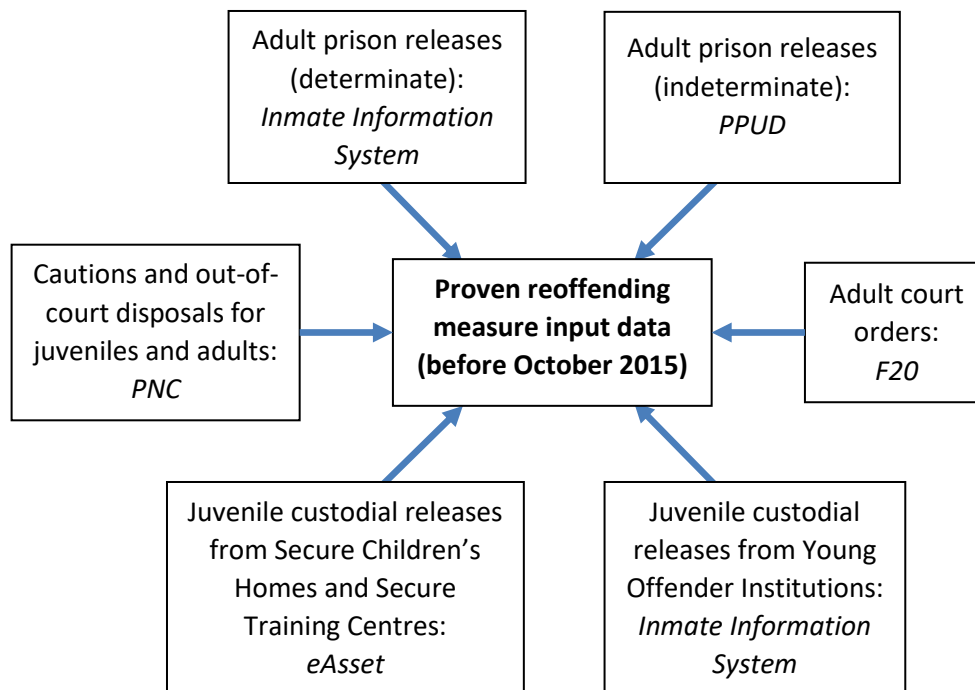 Adult prison releases
(determinate):
Inmate Information
System
Adult prison releases
(indeterminate):
PPUD
Cautions and out-of-
court disposals for
juveniles and adults:
PNC
Proven reoffending
measure input data
(before October 2015)
Adult court
orders:
F20
Juvenile custodial releases
from Secure Children’s
Homes and Secure
Training Centres:
eAsset
Juvenile custodial
releases from Young
Offender Institutions:
Inmate Information
System